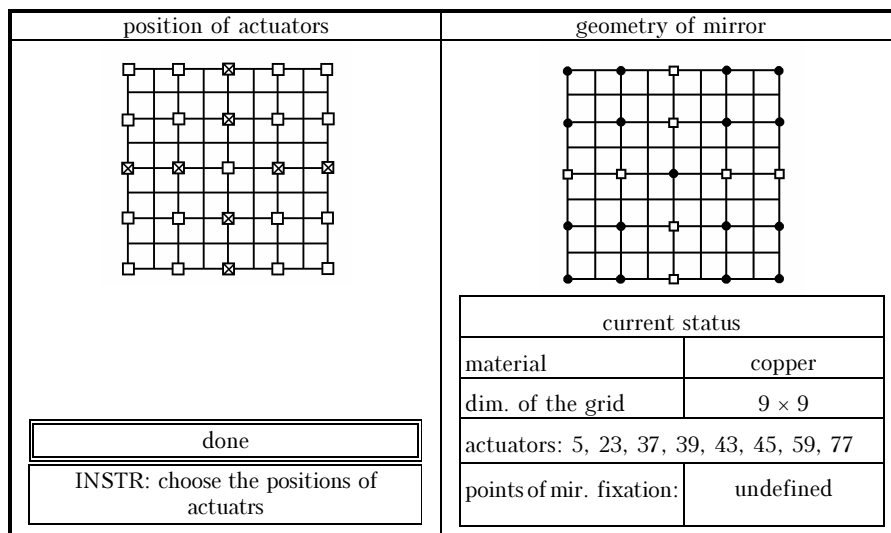 position of actuators
geometry of mirror
done
INSTR: choose the positions of
actuatrs
current status
material copper
dim. of the grid 9 × 9
actuators: 5, 23, 37, 39, 43, 45, 59, 77
points of mir. fixation: undefined